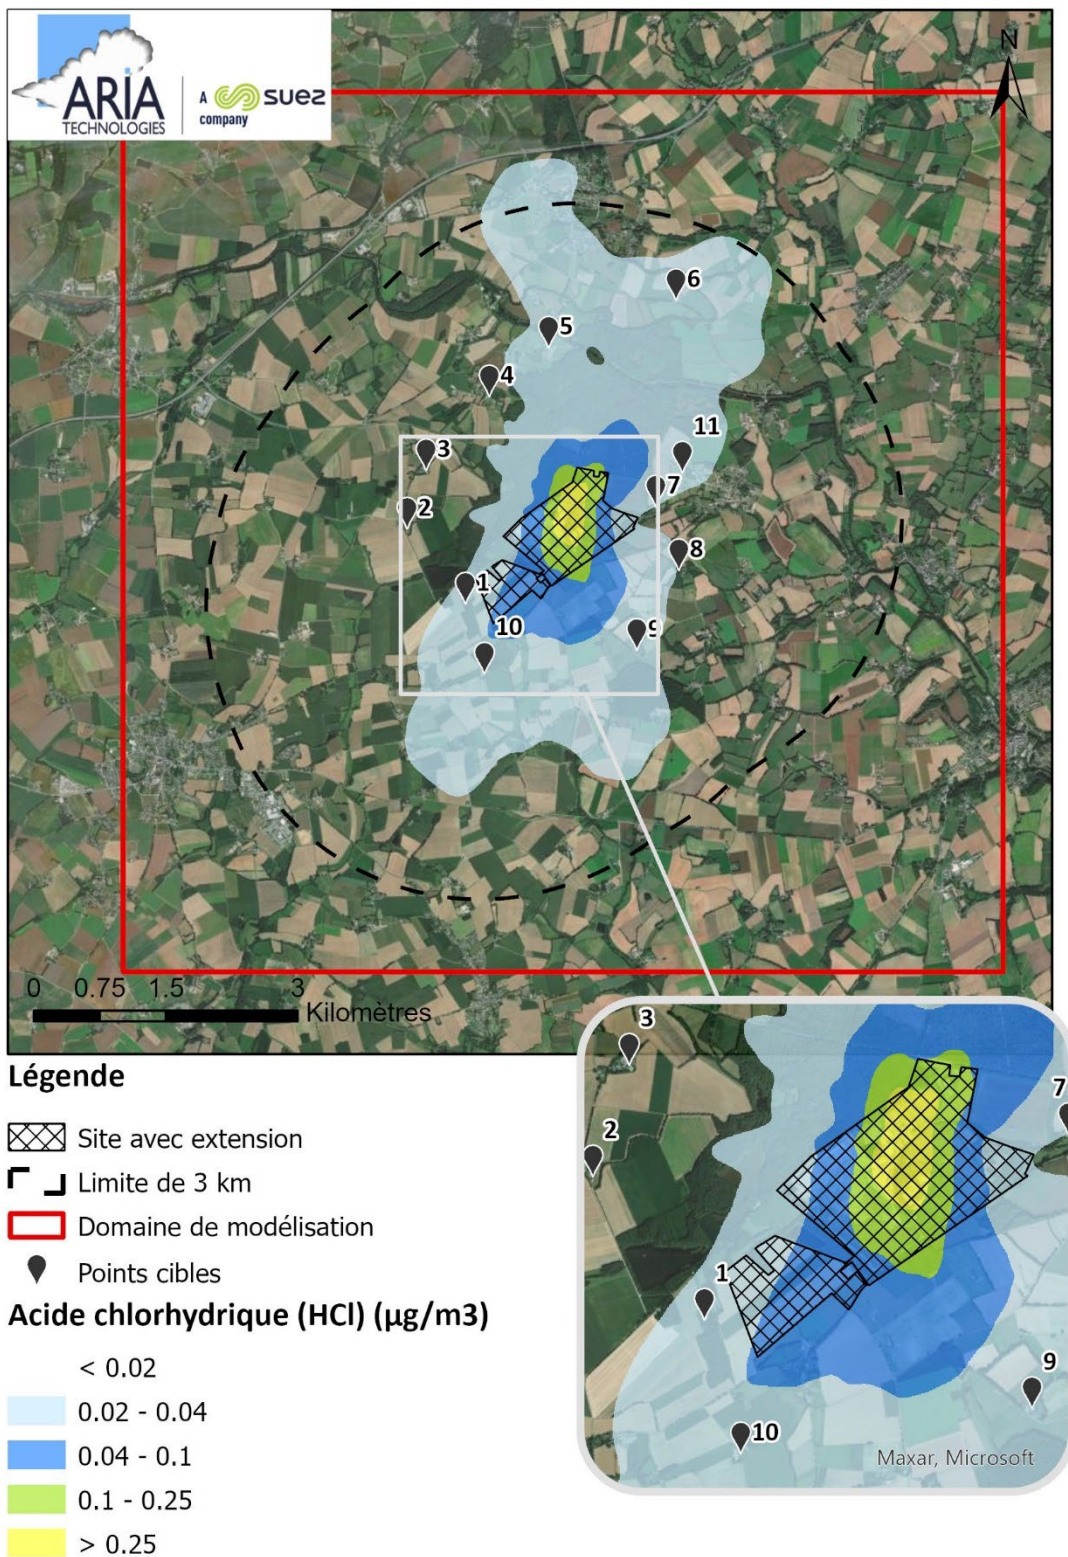 ARIA
TECHNOLOGIES
A suez
company
N
6
5
4
3
11
2
7
8
1
10
9
0 0.75 1.5 3
Kilomètres
Légende
Site avec extension
Limite de 3 km
Domaine de modélisation
Points cibles
Acide chlorhydrique (HCl) (µg/m3)
< 0.02
0.02 - 0.04
0.04 - 0.1
0.1 - 0.25
> 0.25
3
7
2
1
9
10
Maxar, Microsoft